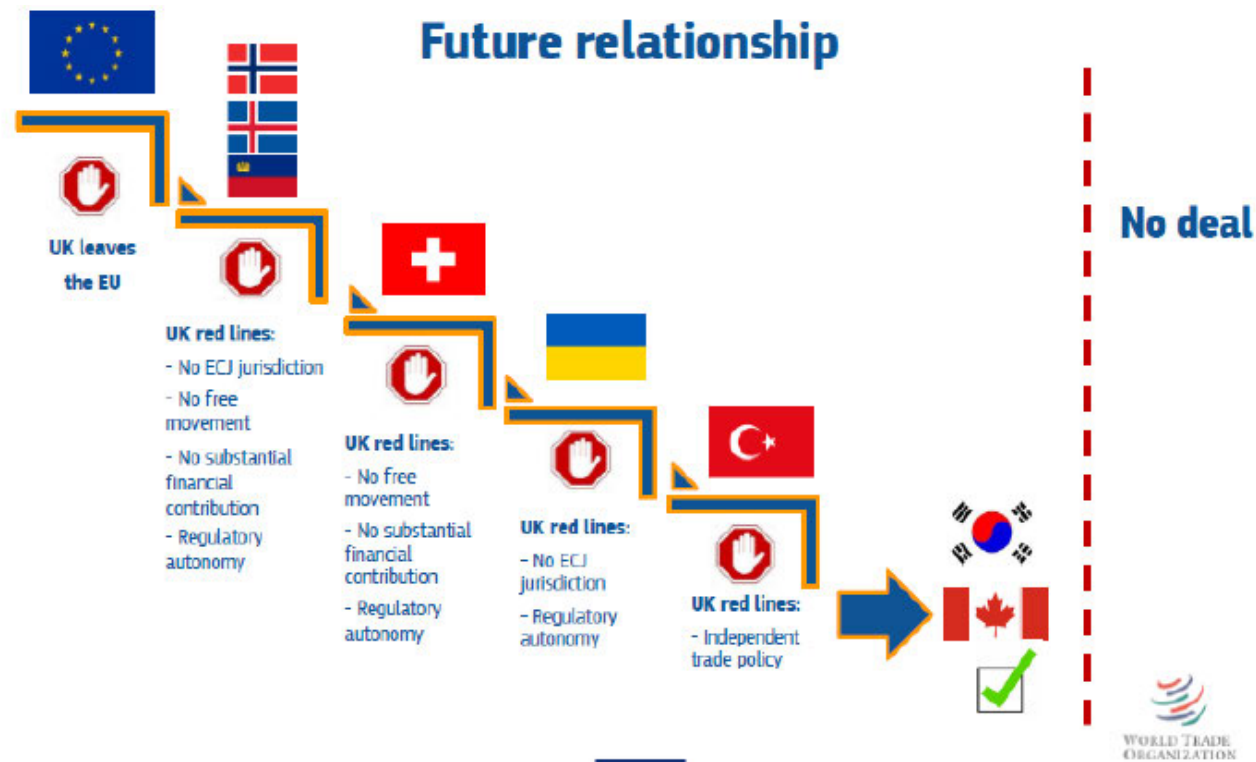 Future relationship
UK leaves
the EU
UK red lines:
- No ECJ jurisdiction
- No free
movement
- No substantial
financial
contribution
- Regulatory
autonomy
UK red lines:
- No free
movement
- No substantial
financial
contribution
- Regulatory
autonomy
UK red lines:
- No ECJ
jurisdiction
- Regulatory
autonomy
UK red lines:
- Independent
trade policy
No deal
WORLD TRADE
ORGANIZATION